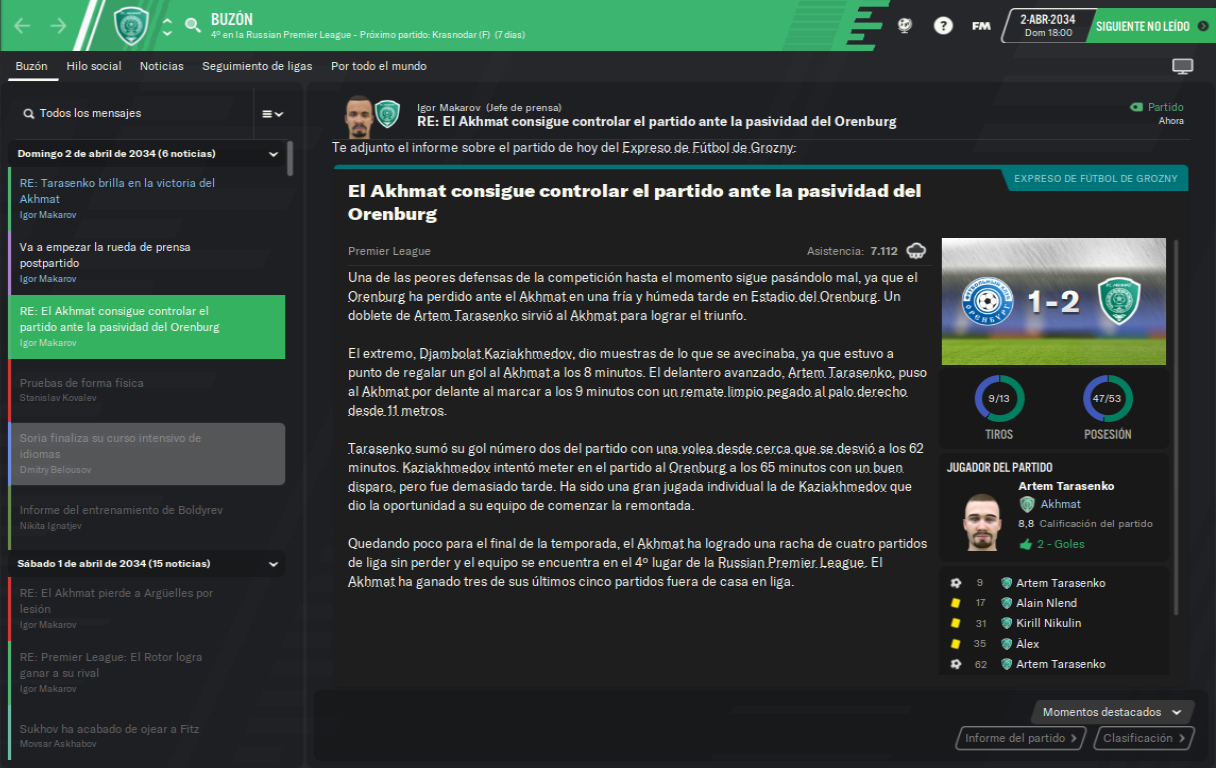 BUZÓN
4º en la Russian Premier League - Próximo partido: Krasnodar (F) (7 días)
FM
2-ABR-2034
Dom 18:00
SIGUIENTE NO LEÍDO
Buzón
Hilo social
Noticias
Seguimiento de ligas
Por todo el mundo
Todos los mensajes
Domingo 2 de abril de 2034 (6 noticias)
RE: Tarasenko brilla en la victoria del
Akhmat
Igor Makarov
Va a empezar la rueda de prensa
postpartido
Igor Makarov
RE: El Akhmat consigue controlar el
partido ante la pasividad del Orenburg
Igor Makarov
Pruebas de forma física
Stanislav Kovalev
Soria finaliza su curso intensivo de
idiomas
Dmitry Belousov
Informe del entrenamiento de Boldyrev
Nikita Ignatjev
Sábado 1 de abril de 2034 (15 noticias)
RE: El Akhmat pierde a Argüelles por
lesión
Igor Makarov
RE: Premier League: El Rotor logra
ganar a su rival
Igor Makarov
Sukhov ha acabado de ojear a Fitz
Movsar Askhabov
Igor Makarov (Jefe de prensa)
RE: El Akhmat consigue controlar el partido ante la pasividad del Orenburg
Partido
Ahora
Te adjunto el informe sobre el partido de hoy del Expreso de Fútbol de Grozny:
EXPRESO DE FÚTBOL DE GROZNY
El Akhmat consigue controlar el partido ante la pasividad del
Orenburg
Premier League
Asistencia: 7.112
Una de las peores defensas de la competición hasta el momento sigue pasándolo mal, ya que el
Orenburg ha perdido ante el Akhmat en una fría y húmeda tarde en Estadio del Orenburg. Un
doblete de Artem Tarasenko sirvió al Akhmat para lograr el triunfo.
El extremo, Djambolat Kaziakhmedov, dio muestras de lo que se avecinaba, ya que estuvo a
punto de regalar un gol al Akhmat a los 8 minutos. El delantero avanzado, Artem Tarasenko, puso
al Akhmat por delante al marcar a los 9 minutos con un remate limpio pegado al palo derecho
desde 11 metros.
Tarasenko sumó su gol número dos del partido con una volea desde cerca que se desvió a los 62
minutos. Kaziakhmedov intentó meter en el partido al Orenburg a los 65 minutos con un buen
disparo, pero fue demasiado tarde. Ha sido una gran jugada individual la de Kaziakhmedov que
dio la oportunidad a su equipo de comenzar la remontada.
Quedando poco para el final de la temporada, el Akhmat ha logrado una racha de cuatro partidos
de liga sin perder y el equipo se encuentra en el 4º lugar de la Russian Premier League. El
Akhmat ha ganado tres de sus últimos cinco partidos fuera de casa en liga.
1-2
9/13
47/53
TIROS
POSESIÓN
JUGADOR DEL PARTIDO
Artem Tarasenko
Akhmat
8,8 Calificación del partido
2 - Goles
9 Artem Tarasenko
17 Alain Nlend
31 Kirill Nikulin
35 Àlex
62 Artem Tarasenko
Momentos destacados
Informe del partido
Clasificación